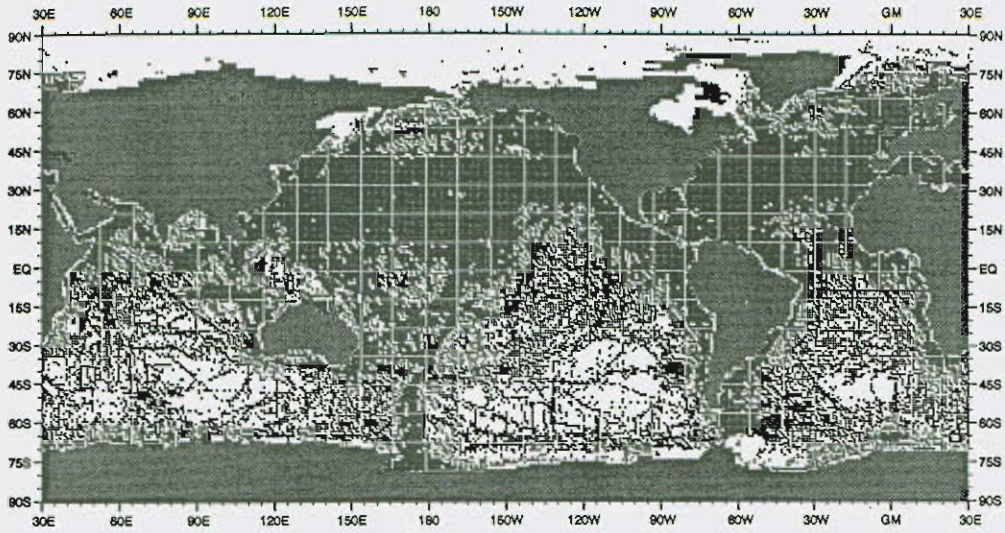 30E 60E 90E 120E 150E 180 150W 120W 90W 60W 30W GM 30E
90N 90N
75N 75N
60N 60N
45N 45N
30N 30N
15N 15N
EQ EQ
15S 15S
30S 30S
45S 45S
60S 60S
75S 75S
90S 90S
30E 60E 90E 120E 150E 180 150W 120W 90W 60W 30W GM 30E